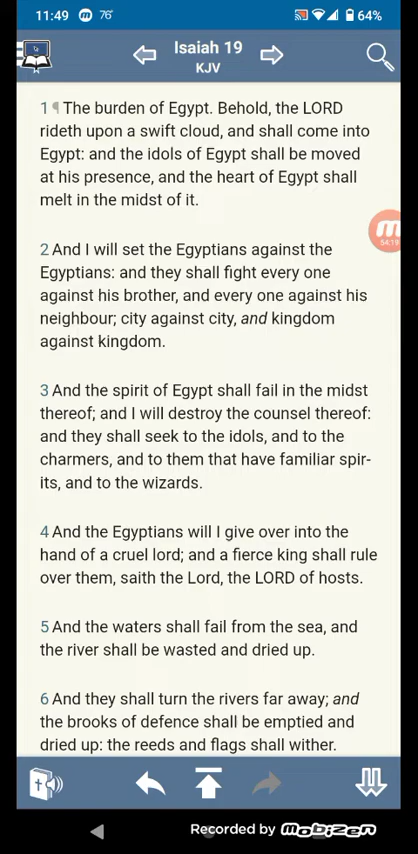 11:49 m 76° 64%
Isaiah 19
KJV
1 ¶ The burden of Egypt. Behold, the LORD
rideth upon a swift cloud, and shall come into
Egypt: and the idols of Egypt shall be moved
at his presence, and the heart of Egypt shall
melt in the midst of it.
2 And I will set the Egyptians against the
Egyptians: and they shall fight every one
against his brother, and every one against his
neighbour; city against city, and kingdom
against kingdom.
m
54:19
3 And the spirit of Egypt shall fail in the midst
thereof; and I will destroy the counsel thereof:
and they shall seek to the idols, and to the
charmers, and to them that have familiar spir-
its, and to the wizards.
4 And the Egyptians will I give over into the
hand of a cruel lord; and a fierce king shall rule
over them, saith the Lord, the LORD of hosts.
5 And the waters shall fail from the sea, and
the river shall be wasted and dried up.
6 And they shall turn the rivers far away; and
the brooks of defence shall be emptied and
dried up: the reeds and flags shall wither.
Recorded by mobizen